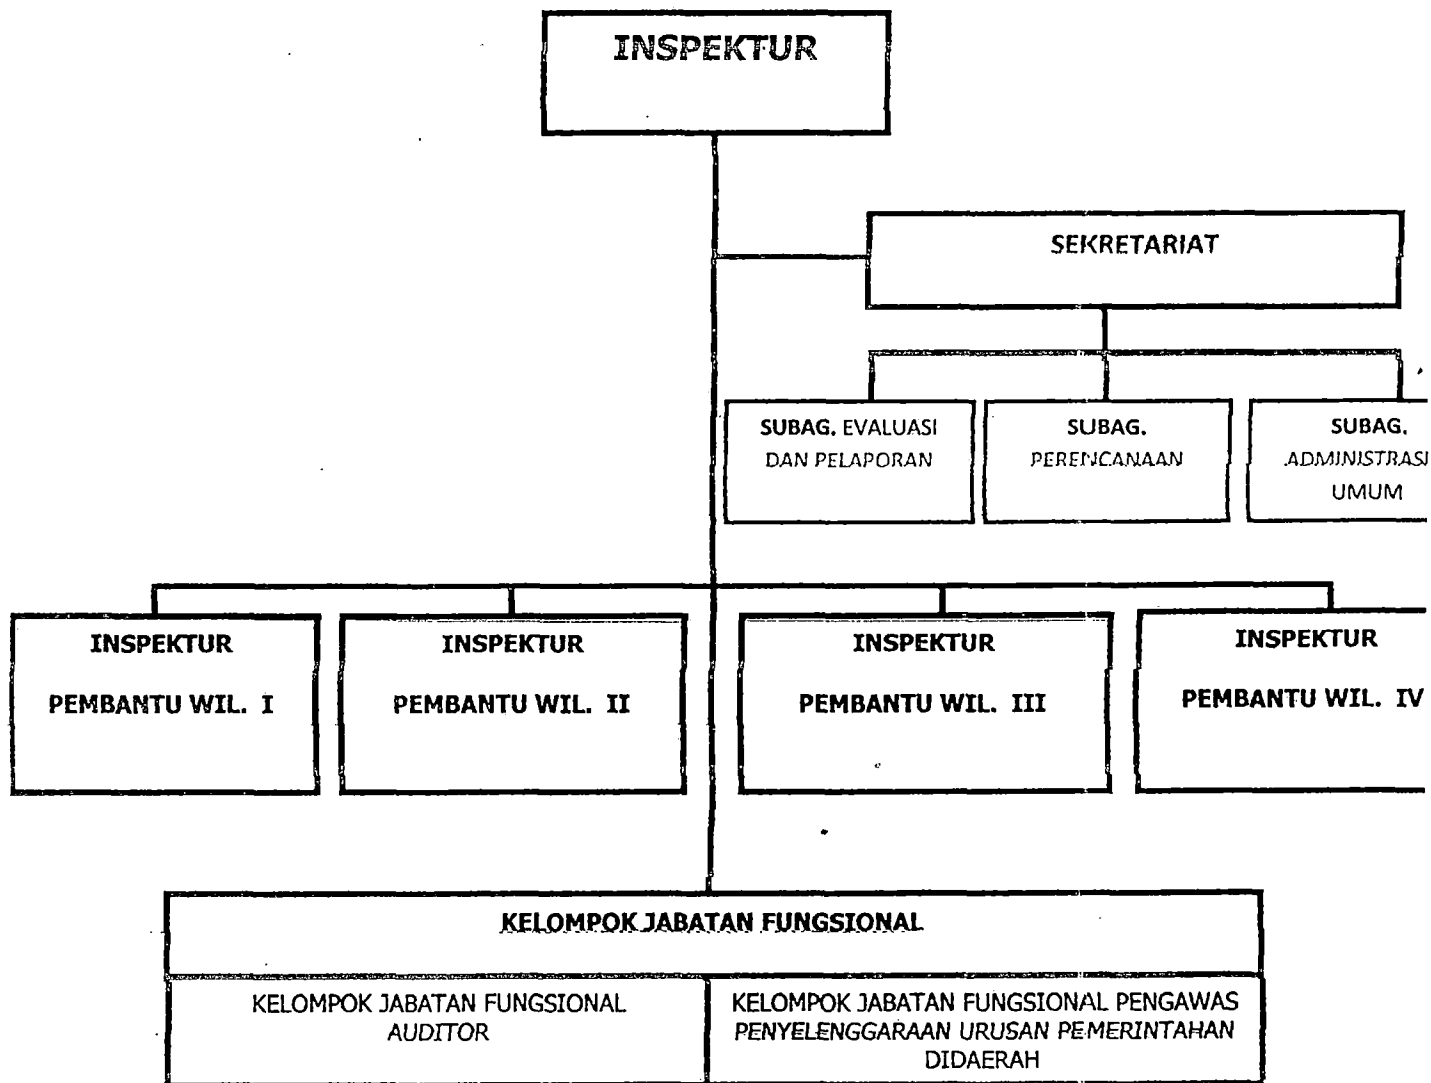 INSPEKTUR
SEKRETARIAT
SUBAG. EVALUASI
DAN PELAPORAN
SUBAG.
PERENCANAAN
SUBAG.
ADMINISTRASI
UMUM
INSPEKTUR
PEMBANTU WIL. I
INSPEKTUR
PEMBANTU WIL. II
INSPEKTUR
PEMBANTU WIL. III
INSPEKTUR
PEMBANTU WIL. IV
KELOMPOK JABATAN FUNGSIONAL
KELOMPOK JABATAN FUNGSIONAL
AUDITOR
KELOMPOK JABATAN FUNGSIONAL PENGAWAS
PENYELENGGARAAN URUSAN PEMERINTAHAN
DIDAERAH